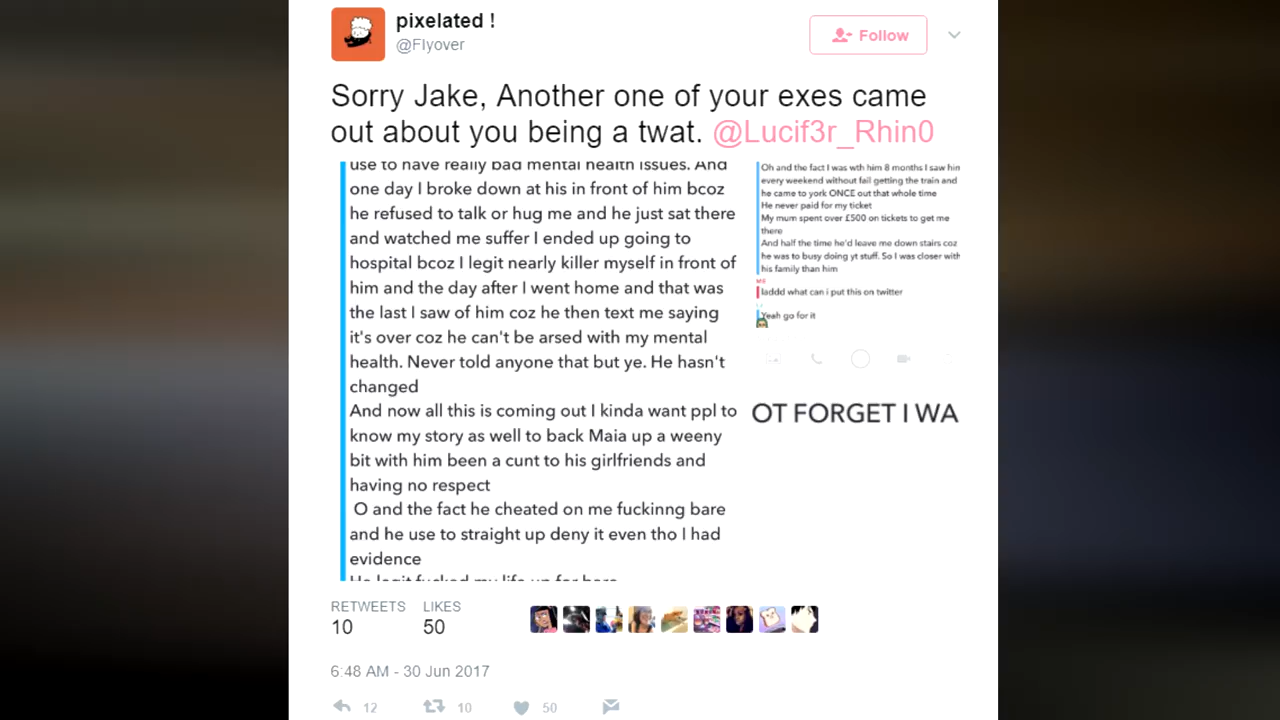 pixelated !
@Flyover
Follow
Sorry Jake, Another one of your exes came
out about you being a twat. @Lucif3r_Rhin0
use to have really bad mental health issues. And
one day I broke down at his in front of him bcoz
he refused to talk or hug me and he just sat there
and watched me suffer I ended up going to
hospital bcoz I legit nearly killer myself in front of
him and the day after I went home and that was
the last I saw of him coz he then text me saying
it's over coz he can't be arsed with my mental
health. Never told anyone that but ye. He hasn't
changed
And now all this is coming out I kinda want ppl to
know my story as well to back Maia up a weeny
bit with him been a cunt to his girlfriends and
having no respect
O and the fact he cheated on me fuckinng bare
and he use to straight up deny it even tho I had
evidence
He legit fucked my life up for bare
Oh and the fact I was wth him 8 months I saw him
every weekend without fail getting the train and
he came to york ONCE out that whole time
He never paid for my ticket
My mum spent over £500 on tickets to get me
there
And half the time he'd leave me down stairs coz
he was to busy doing yt stuff. So I was closer with
his family than him
ME
laddd what can i put this on twitter
Yeah go for it
OT FORGET I WA
RETWEETS
LIKES
10
50
6:48 AM - 30 Jun 2017
12
10
50